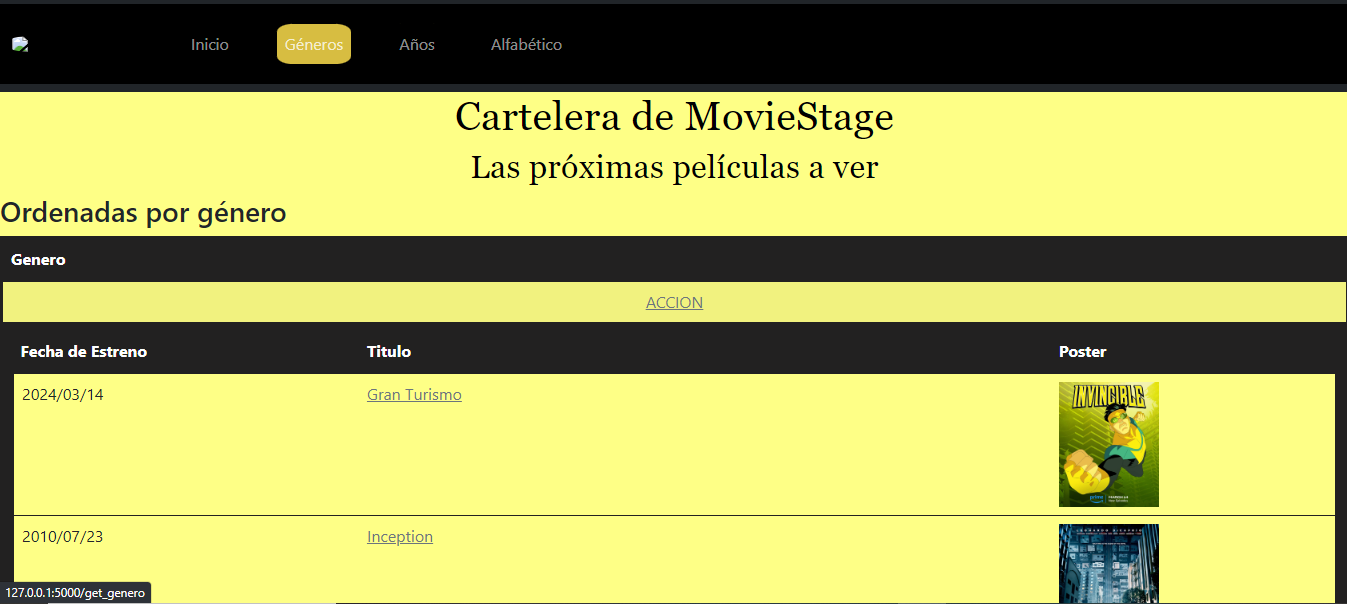 Inicio Géneros Años Alfabético
Cartelera de MovieStage
Las próximas películas a ver
Ordenadas por género
Genero
ACCION
Fecha de Estreno Titulo Poster
2024/03/14 Gran Turismo
INVINCIBLE
prime
2010/07/23 Inception
127.0.0.1:5000/get_genero